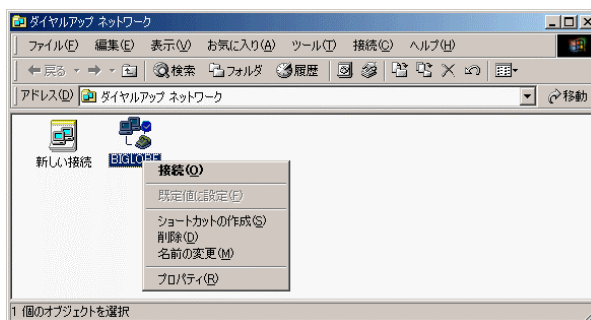 ダイヤルアップ ネットワーク
ファイル(F) 編集(E) 表示(V) お気に入り(A) ツール(T) 接続(C) ヘルプ(H)
戻る 検索 フォルダ 履歴
アドレス(D) ダイヤルアップ ネットワーク 移動
新しい接続 BIGLOBE
接続(O)
既定値に設定(F)
ショートカットの作成(S)
削除(D)
名前の変更(M)
プロパティ(R)
1 個のオブジェクトを選択